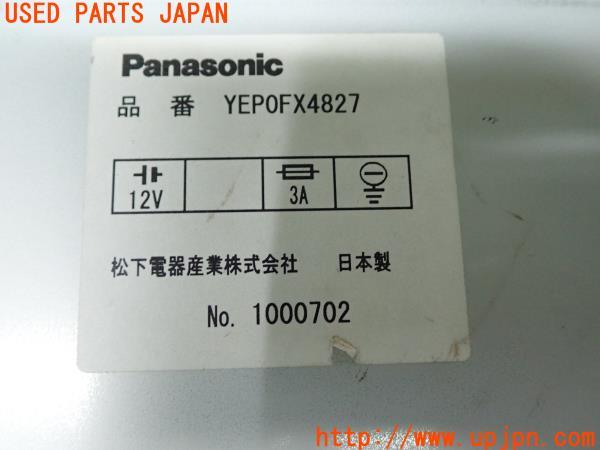 USED PARTS JAPAN
Panasonic
品 番 YEP0FX4827
12V 3A
松下電器産業株式会社 日本製
No. 1000702
http://www.upjpn.com